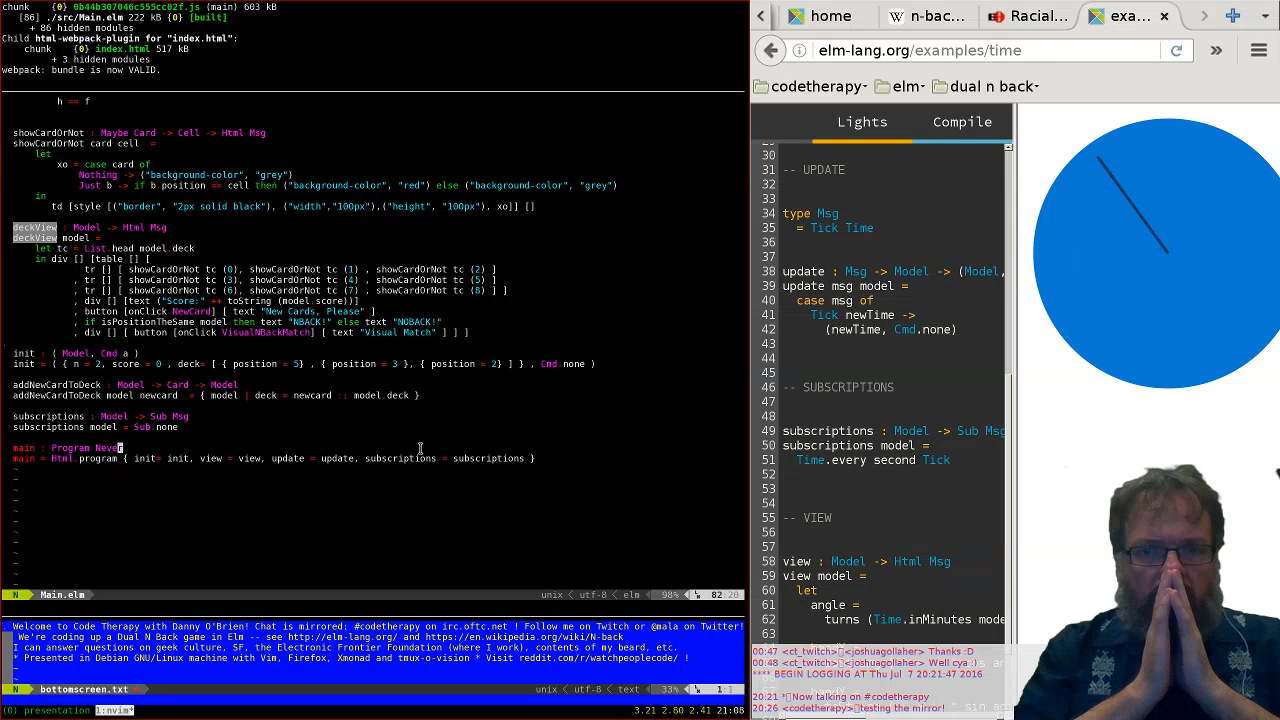 chunk    {0} 0b44b307046c555cc02f.js (main) 603 kB
[86] ./src/Main.elm 222 kB {0} [built]
+ 86 hidden modules
Child html-webpack-plugin for "index.html":
chunk    {0} index.html 517 kB
+ 3 hidden modules
webpack: bundle is now VALID.
h == f
showCardOrNot : Maybe Card -> Cell -> Html Msg
showCardOrNot card cell  =
let
xo = case card of
Nothing -> ("background-color", "grey")
Just b -> if b.position == cell then ("background-color", "red") else ("background-color", "grey")
in
td [style [("border", "2px solid black"), ("width","100px"),("height", "100px"), xo]] []
deckView : Model -> Html Msg
deckView model =
let tc = List.head model.deck
in div [] [table [] [
tr [] [ showCardOrNot tc (0), showCardOrNot tc (1) , showCardOrNot tc (2) ]
, tr [] [ showCardOrNot tc (3), showCardOrNot tc (4) , showCardOrNot tc (5) ]
, tr [] [ showCardOrNot tc (6), showCardOrNot tc (7) , showCardOrNot tc (8) ] ]
, div [] [text ("Score:" ++ toString (model.score))]
, button [onClick NewCard] [ text "New Cards, Please" ]
, if isPositionTheSame model then text "NBACK!" else text "NOBACK!"
, div [] [ button [onClick VisualNBackMatch] [ text "Visual Match" ] ] ]
init : ( Model, Cmd a )
init = ( { n = 2, score = 0 , deck= [ { position = 5} , { position = 3 }, { position = 2} ] } , Cmd.none )
addNewCardToDeck : Model -> Card -> Model
addNewCardToDeck model newcard  = { model | deck = newcard :: model.deck }
subscriptions : Model -> Sub Msg
subscriptions model = Sub.none
main : Program Never
main = Html.program { init= init, view = view, update = update, subscriptions = subscriptions }
~
~
~
~
~
~
~
~
~
~
~
~
N  Main.elm  unix < utf-8 < elm  98%  82:20
Welcome to Code Therapy with Danny O'Brien! Chat is mirrored: #codetherapy on irc.oftc.net ! Follow me on Twitch or @mala on Twitter!
We're coding up a Dual N Back game in Elm -- see http://elm-lang.org/ and https://en.wikipedia.org/wiki/N-back
I can answer questions on geek culture, SF, the Electronic Frontier Foundation (where I work), contents of my beard, etc.
* Presented in Debian GNU/Linux machine with Vim, Firefox, Xmonad and tmux-o-vision * Visit reddit.com/r/watchpeoplecode/ !
~
N  bottomscreen.txt  unix < utf-8 < text  33%  1:1
(0) presentation 1:nvim*  3.21 2.80 2.41 21:08
home  n-bac…  Racial…  exa…
elm-lang.org/examples/time
codetherapy  elm  dual n back
Lights  Compile
30
31  -- UPDATE
32
33
34  type Msg
35  = Tick Time
36
37
38  update : Msg -> Model -> (Model,
39  update msg model =
40  case msg of
41  Tick newTime ->
42  (newTime, Cmd.none)
43
44
45
46  -- SUBSCRIPTIONS
47
48
49  subscriptions : Model -> Sub Msg
50  subscriptions model =
51  Time.every second Tick
52
53
54
55  -- VIEW
56
57
58  view : Model -> Html Msg
59  view model =
60  let
61  angle =
62  turns (Time.inMinutes mode
63
00:47 <ct_twitch> <joshuagollaher> Thanks :D
00:48 <ct_twitch> <joshuagollaher> Well cya :)
**** BEGIN LOGGING AT Thu Jul  7 20:21:47 2016
20:21 * Now talking on #codetherapy
20:26 <codetherapy> testing the mirror!